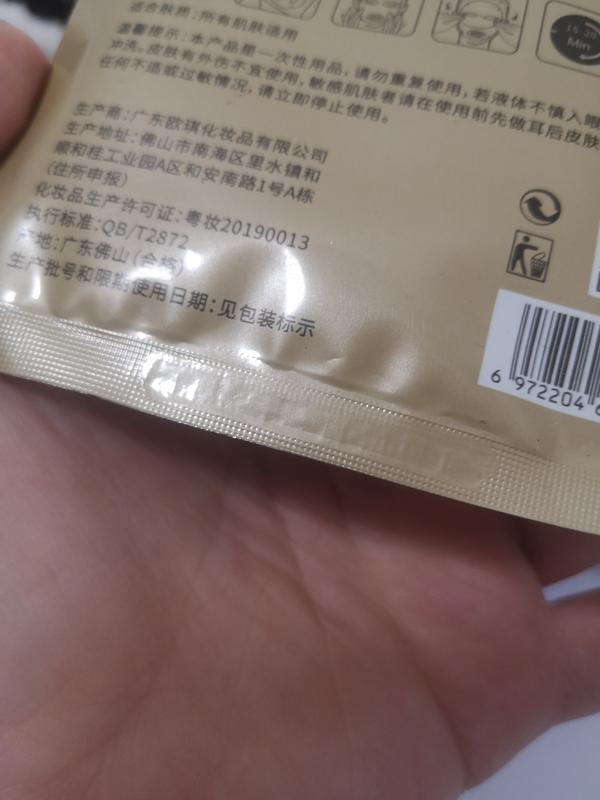 适合肤质：所有肤质适用
15-20
Min
温馨提示：本产品是一次性用品，请勿重复使用，若液体不慎入眼
冲洗。皮肤有外伤不宜使用，敏感肌肤者请在使用前先做耳后皮肤
任何不适或过敏情况，请立即停止使用。
生产商：广东欧琪化妆品有限公司
生产地址：佛山市南海区里水镇和
顺和桂工业园A区和安南路1号A栋
（住所申报）
化妆品生产许可证：粤妆20190013
执行标准：QB/T2872
产地：广东佛山（合格）
生产批号和限期使用日期：见包装标示
6 972204